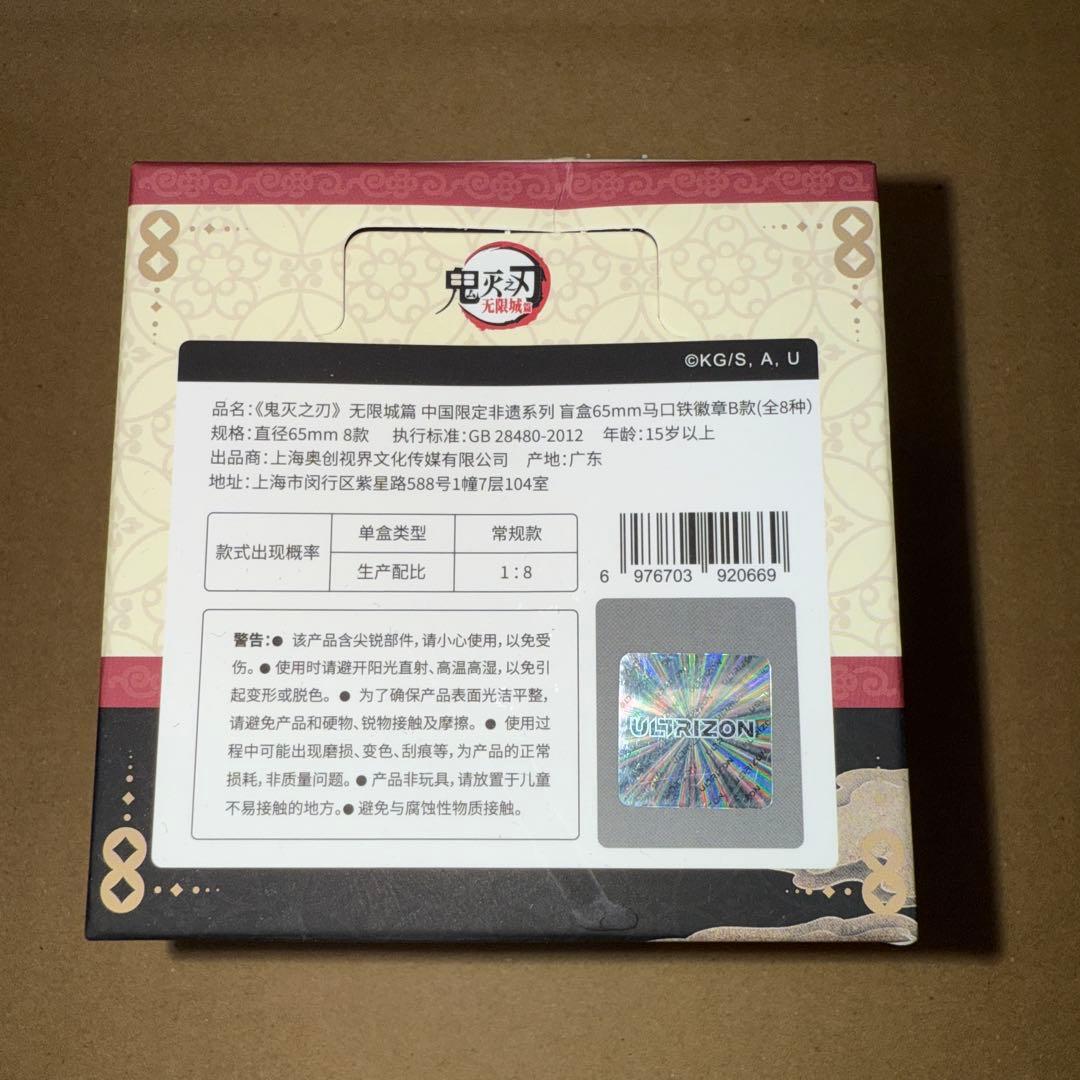 鬼灭之刃
无限城篇
©KG/S, A, U
品名:《鬼灭之刃》无限城篇 中国限定非遗系列 盲盒65mm马口铁徽章B款(全8种)
规格:直径65mm 8款 执行标准:GB 28480-2012 年龄:15岁以上
出品商:上海奥创视界文化传媒有限公司 产地:广东
地址:上海市闵行区紫星路588号1幢7层104室
款式出现概率 单盒类型 常规款
生产配比 1:8
6 976703 920669
警告:● 该产品含尖锐部件,请小心使用,以免受
伤。● 使用时请避开阳光直射、高温高湿,以免引
起变形或脱色。● 为了确保产品表面光洁平整,
请避免产品和硬物、锐物接触及摩擦。● 使用过
程中可能出现磨损、变色、刮痕等,为产品的正常
损耗,非质量问题。● 产品非玩具,请放置于儿童
不易接触的地方。● 避免与腐蚀性物质接触。
ULTRIZON